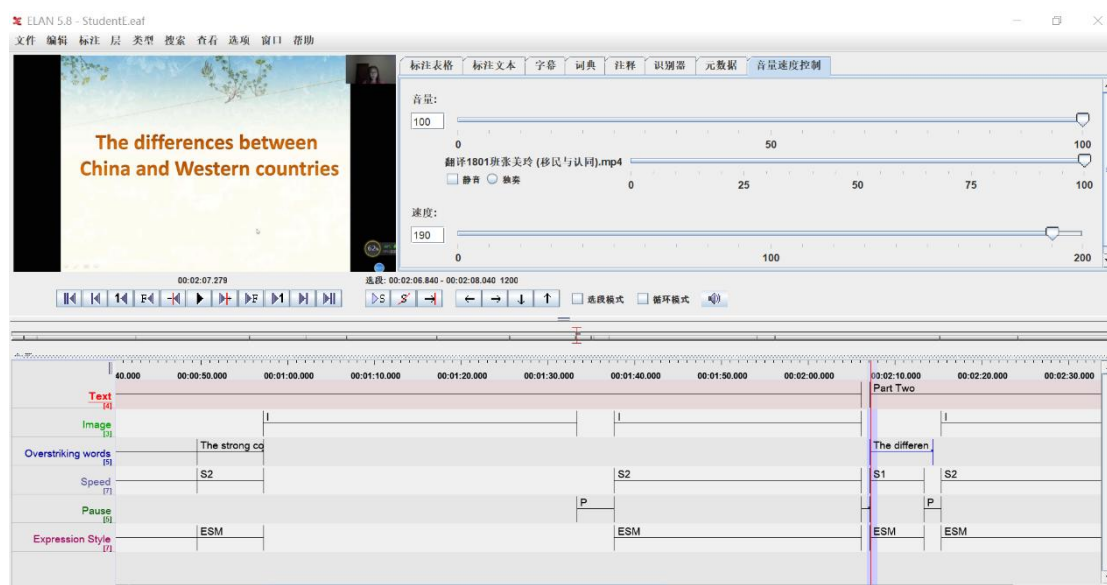 ELAN 5.8 - StudentE.eaf
文件 编辑 标注 层 类型 搜索 查看 选项 窗口 帮助
The differences between
China and Western countries
62%
标注表格 标注文本 字幕 词典 注释 识别器 元数据 音量速度控制
音量:
100
0 50 100
翻译1801班张美玲 (移民与认同).mp4
静音 独奏
0 25 50 75 100
速度:
190
0 100 200
00:02:07.279
选段: 00:02:06.840 - 00:02:08.040 1200
1 F F 1 S S
选段模式 循环模式
40.000 00:00:50.000 00:01:00.000 00:01:10.000 00:01:20.000 00:01:30.000 00:01:40.000 00:01:50.000 00:02:00.000 00:02:10.000 00:02:20.000 00:02:30.000
Text Part Two
[4]
Image I I I
[3]
Overstriking words The strong co The differen
[5]
Speed S2 S2 S1 S2
[7]
Pause P P
[5]
Expression Style ESM ESM ESM ESM
[7]